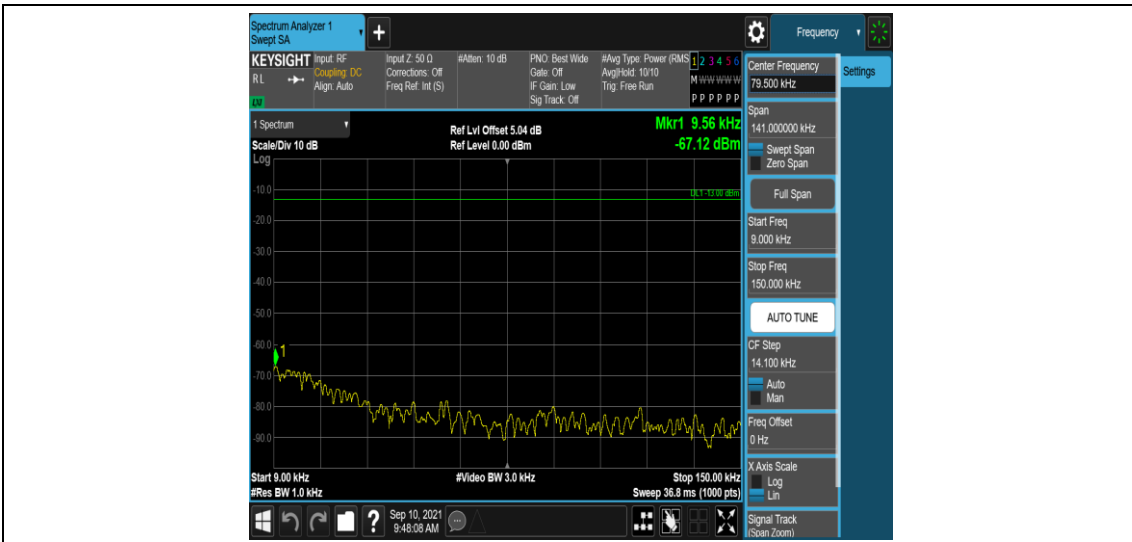 Spectrum Analyzer 1
Swept SA
+
Frequency
KEYSIGHT
RL
LXI
Input: RF
Coupling: DC
Align: Auto
Input Z: 50 Ω
Corrections: Off
Freq Ref: Int (S)
#Atten: 10 dB
PNO: Best Wide
Gate: Off
IF Gain: Low
Sig Track: Off
#Avg Type: Power (RMS
Avg|Hold: 10/10
Trig: Free Run
1 2 3 4 5 6
M W W W W W
P P P P P P
Center Frequency
79.500 kHz
Settings
Span
141.000000 kHz
Swept Span
Zero Span
Full Span
Start Freq
9.000 kHz
Stop Freq
150.000 kHz
AUTO TUNE
CF Step
14.100 kHz
Auto
Man
Freq Offset
0 Hz
X Axis Scale
Log
Lin
Signal Track
(Span Zoom)
1 Spectrum
Scale/Div 10 dB
Ref Lvl Offset 5.04 dB
Ref Level 0.00 dBm
Mkr1 9.56 kHz
-67.12 dBm
Log
DL1 -13.00 dBm
-10.0
-20.0
-30.0
-40.0
-50.0
-60.0
1
-70.0
-80.0
-90.0
Start 9.00 kHz
#Video BW 3.0 kHz
Stop 150.00 kHz
#Res BW 1.0 kHz
Sweep 36.8 ms (1000 pts)
?
Sep 10, 2021
9:48:08 AM